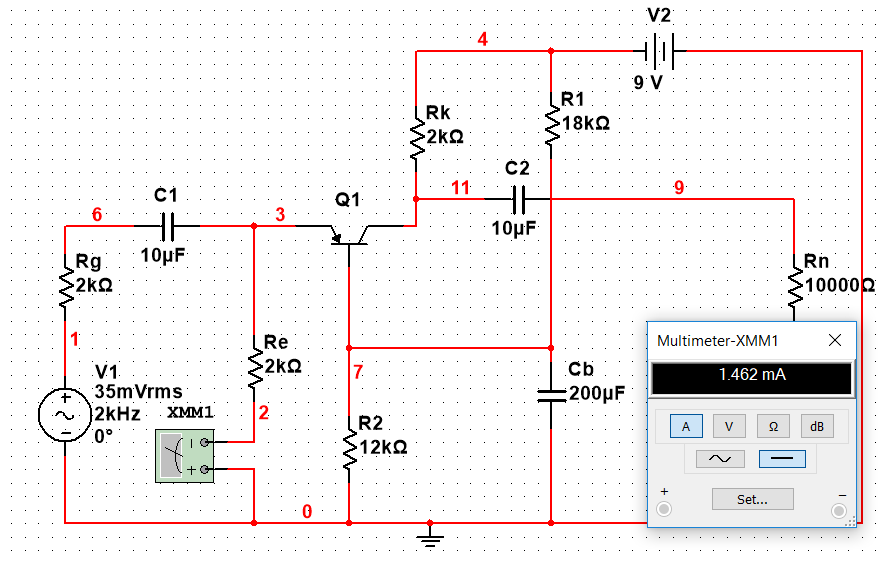 V2
4
9 V
Rk
2kΩ
R1
18kΩ
C2
11
9
10µF
C1
6
3
Q1
10µF
Rg
2kΩ
Rn
10000Ω
1
Re
2kΩ
7
Cb
200µF
V1
35mVrms
2kHz
0°
XMM1
2
R2
12kΩ
0
Multimeter-XMM1
1.462 mA
A
V
Ω
dB
+
Set...
−